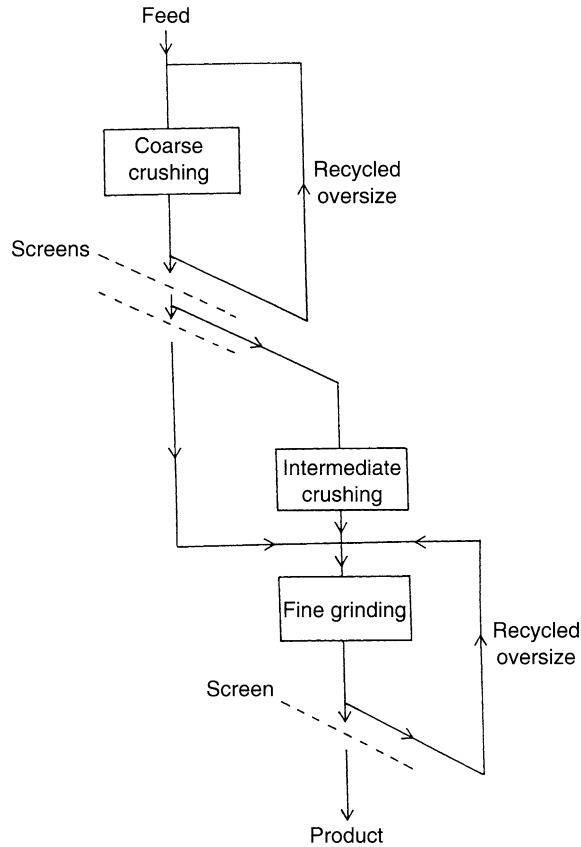 Feed
Coarse
crushing
Recycled
oversize
Screens
Intermediate
crushing
Fine grinding
Recycled
oversize
Screen
Product